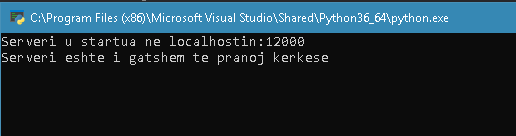 C:\Program Files (x86)\Microsoft Visual Studio\Shared\Python36_64\python.exe
Serveri u startua ne localhostin:12000
Serveri eshte i gatshem te pranoj kerkese